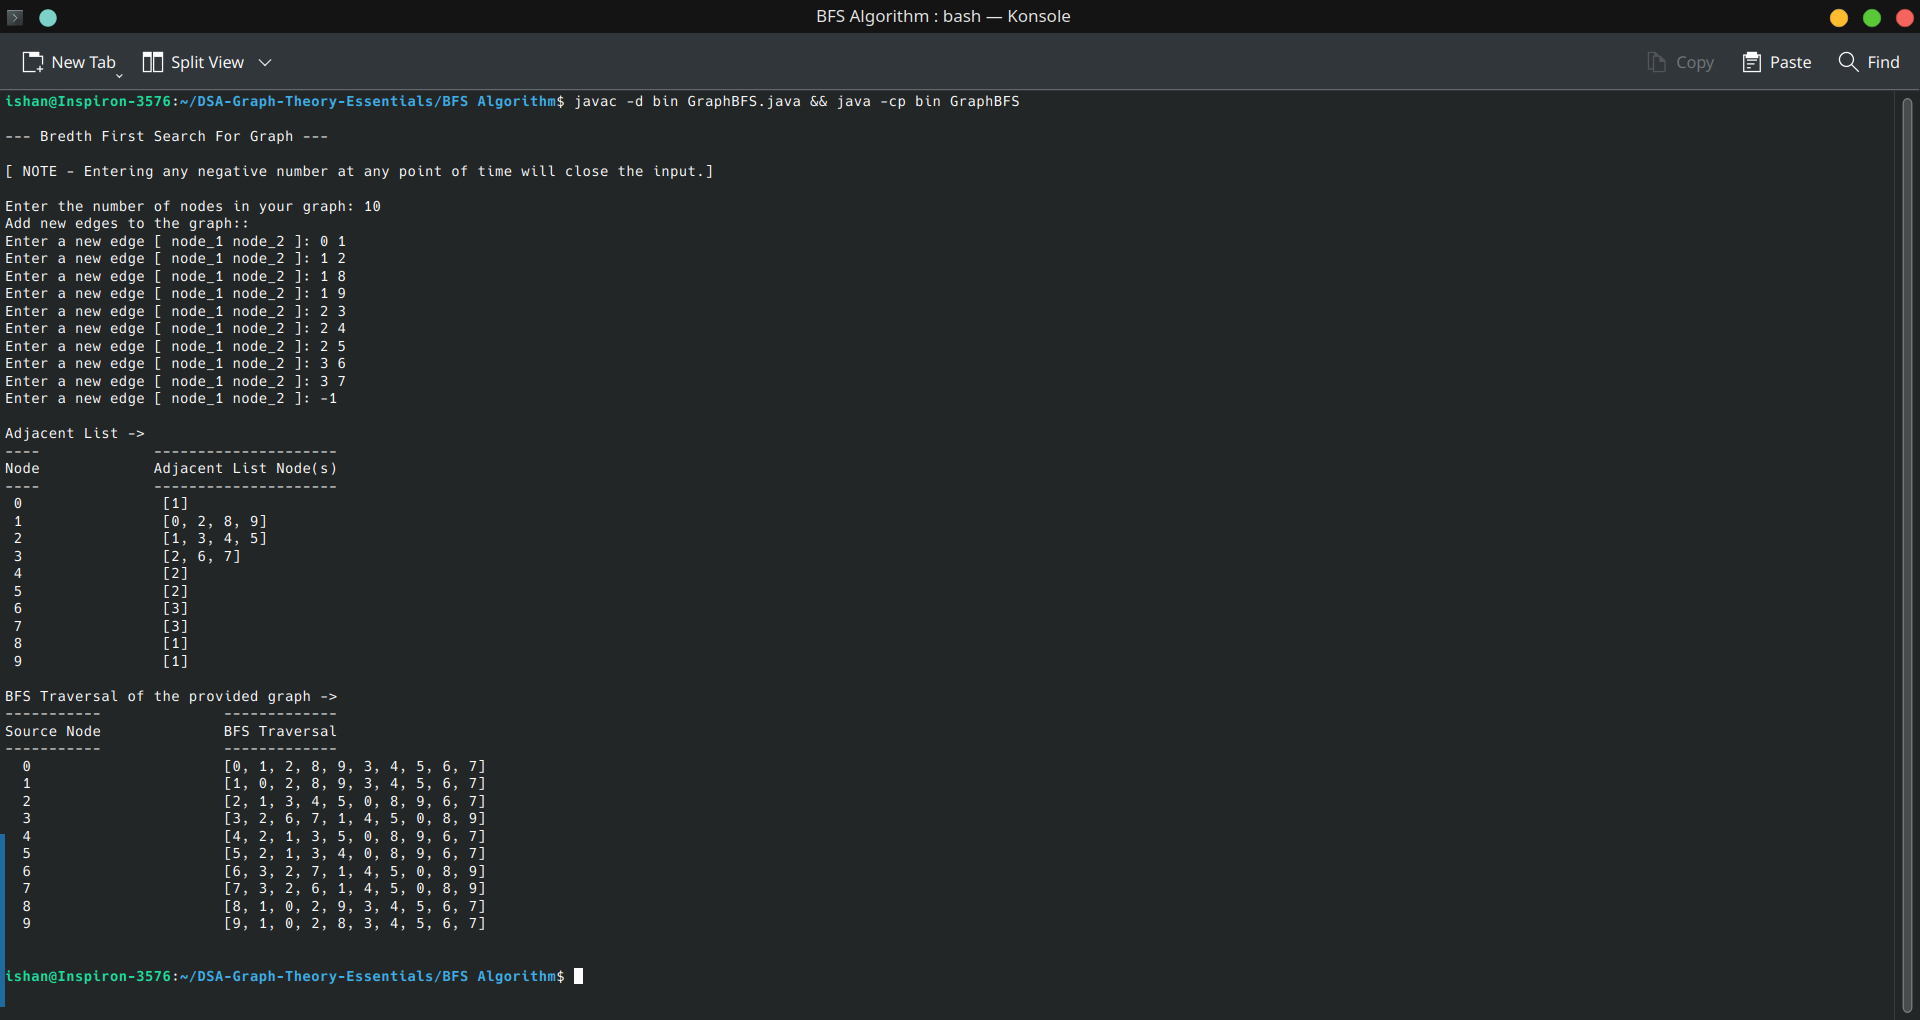 BFS Algorithm : bash — Konsole
New Tab Split View Copy Paste Find
ishan@Inspiron-3576:~/DSA-Graph-Theory-Essentials/BFS Algorithm$ javac -d bin GraphBFS.java && java -cp bin GraphBFS
--- Bredth First Search For Graph ---
[ NOTE - Entering any negative number at any point of time will close the input.]
Enter the number of nodes in your graph: 10
Add new edges to the graph::
Enter a new edge [ node_1 node_2 ]: 0 1
Enter a new edge [ node_1 node_2 ]: 1 2
Enter a new edge [ node_1 node_2 ]: 1 8
Enter a new edge [ node_1 node_2 ]: 1 9
Enter a new edge [ node_1 node_2 ]: 2 3
Enter a new edge [ node_1 node_2 ]: 2 4
Enter a new edge [ node_1 node_2 ]: 2 5
Enter a new edge [ node_1 node_2 ]: 3 6
Enter a new edge [ node_1 node_2 ]: 3 7
Enter a new edge [ node_1 node_2 ]: -1
Adjacent List ->
---- ---------------------
Node Adjacent List Node(s)
---- ---------------------
0 [1]
1 [0, 2, 8, 9]
2 [1, 3, 4, 5]
3 [2, 6, 7]
4 [2]
5 [2]
6 [3]
7 [3]
8 [1]
9 [1]
BFS Traversal of the provided graph ->
----------- -------------
Source Node BFS Traversal
----------- -------------
0 [0, 1, 2, 8, 9, 3, 4, 5, 6, 7]
1 [1, 0, 2, 8, 9, 3, 4, 5, 6, 7]
2 [2, 1, 3, 4, 5, 0, 8, 9, 6, 7]
3 [3, 2, 6, 7, 1, 4, 5, 0, 8, 9]
4 [4, 2, 1, 3, 5, 0, 8, 9, 6, 7]
5 [5, 2, 1, 3, 4, 0, 8, 9, 6, 7]
6 [6, 3, 2, 7, 1, 4, 5, 0, 8, 9]
7 [7, 3, 2, 6, 1, 4, 5, 0, 8, 9]
8 [8, 1, 0, 2, 9, 3, 4, 5, 6, 7]
9 [9, 1, 0, 2, 8, 3, 4, 5, 6, 7]
ishan@Inspiron-3576:~/DSA-Graph-Theory-Essentials/BFS Algorithm$